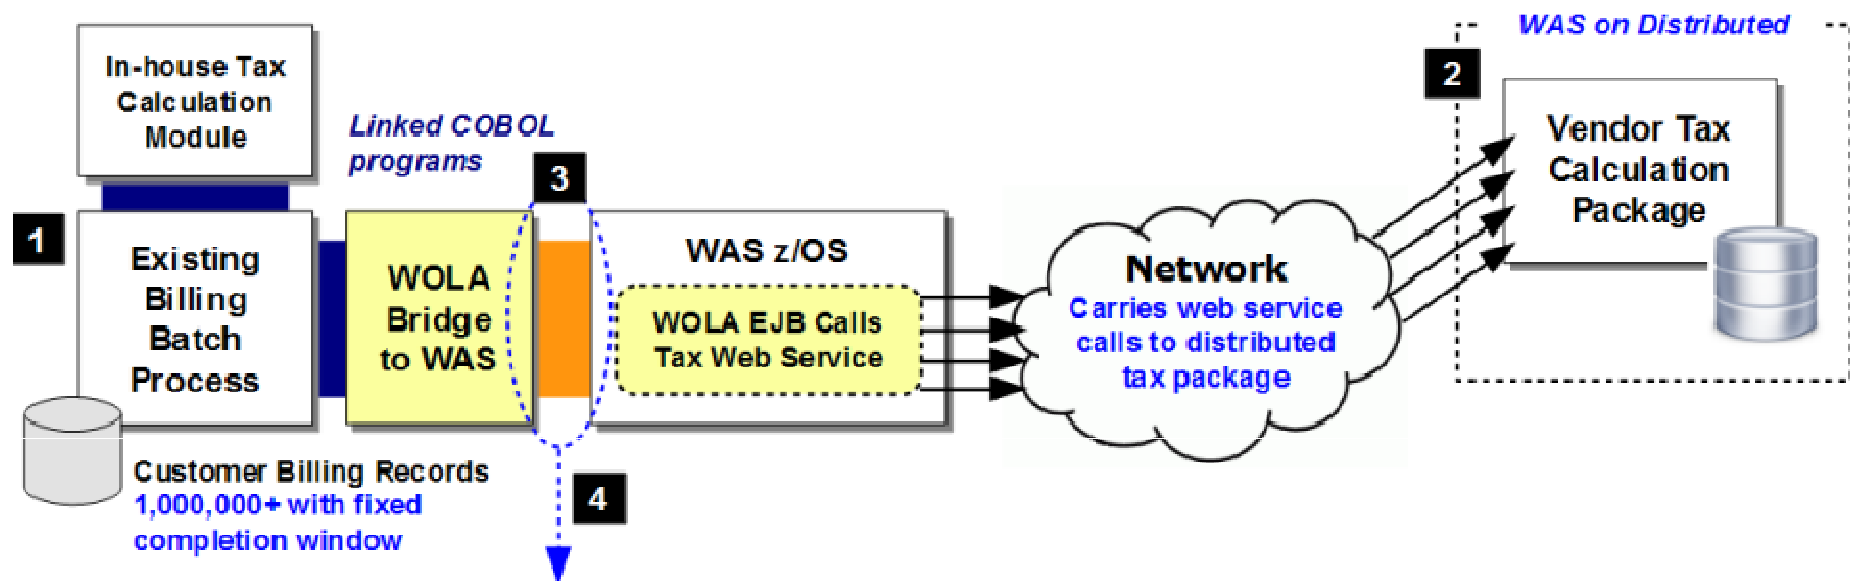 In-house Tax
Calculation
Module
Linked COBOL
programs
1
Existing
Billing
Batch
Process
WOLA
Bridge
to WAS
3
WAS z/OS
WOLA EJB Calls
Tax Web Service
Customer Billing Records
1,000,000+ with fixed
completion window
4
Network
Carries web service
calls to distributed
tax package
WAS on Distributed
2
Vendor Tax
Calculation
Package